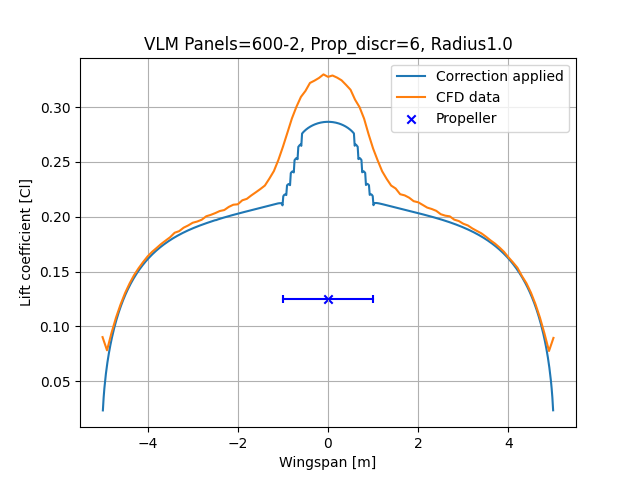 VLM Panels=600-2, Prop_discr=6, Radius1.0
Correction applied
CFD data
Propeller
Lift coefficient [Cl]
0.30
0.25
0.20
0.15
0.10
0.05
−4
−2
0
2
4
Wingspan [m]